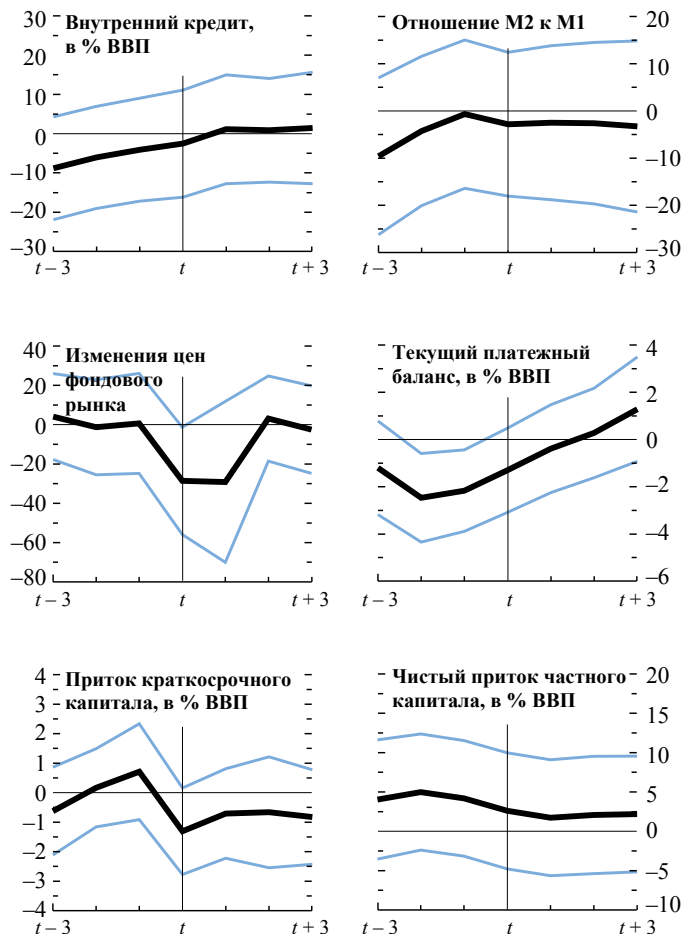 Внутренний кредит,
в % ВВП
30
20
10
0
–10
–20
–30
t – 3
t
t + 3
Отношение М2 к М1
20
10
0
–10
–20
–30
t – 3
t
t + 3
Изменения цен
фондового
рынка
40
20
0
–20
–40
–60
–80
t – 3
t
t + 3
Текущий платежный
баланс, в % ВВП
4
2
0
–2
–4
–6
t – 3
t
t + 3
Приток краткосрочного
капитала, в % ВВП
4
3
2
1
0
–1
–2
–3
–4
t – 3
t
t + 3
Чистый приток частного
капитала, в % ВВП
20
15
10
5
0
–5
–10
t – 3
t
t + 3